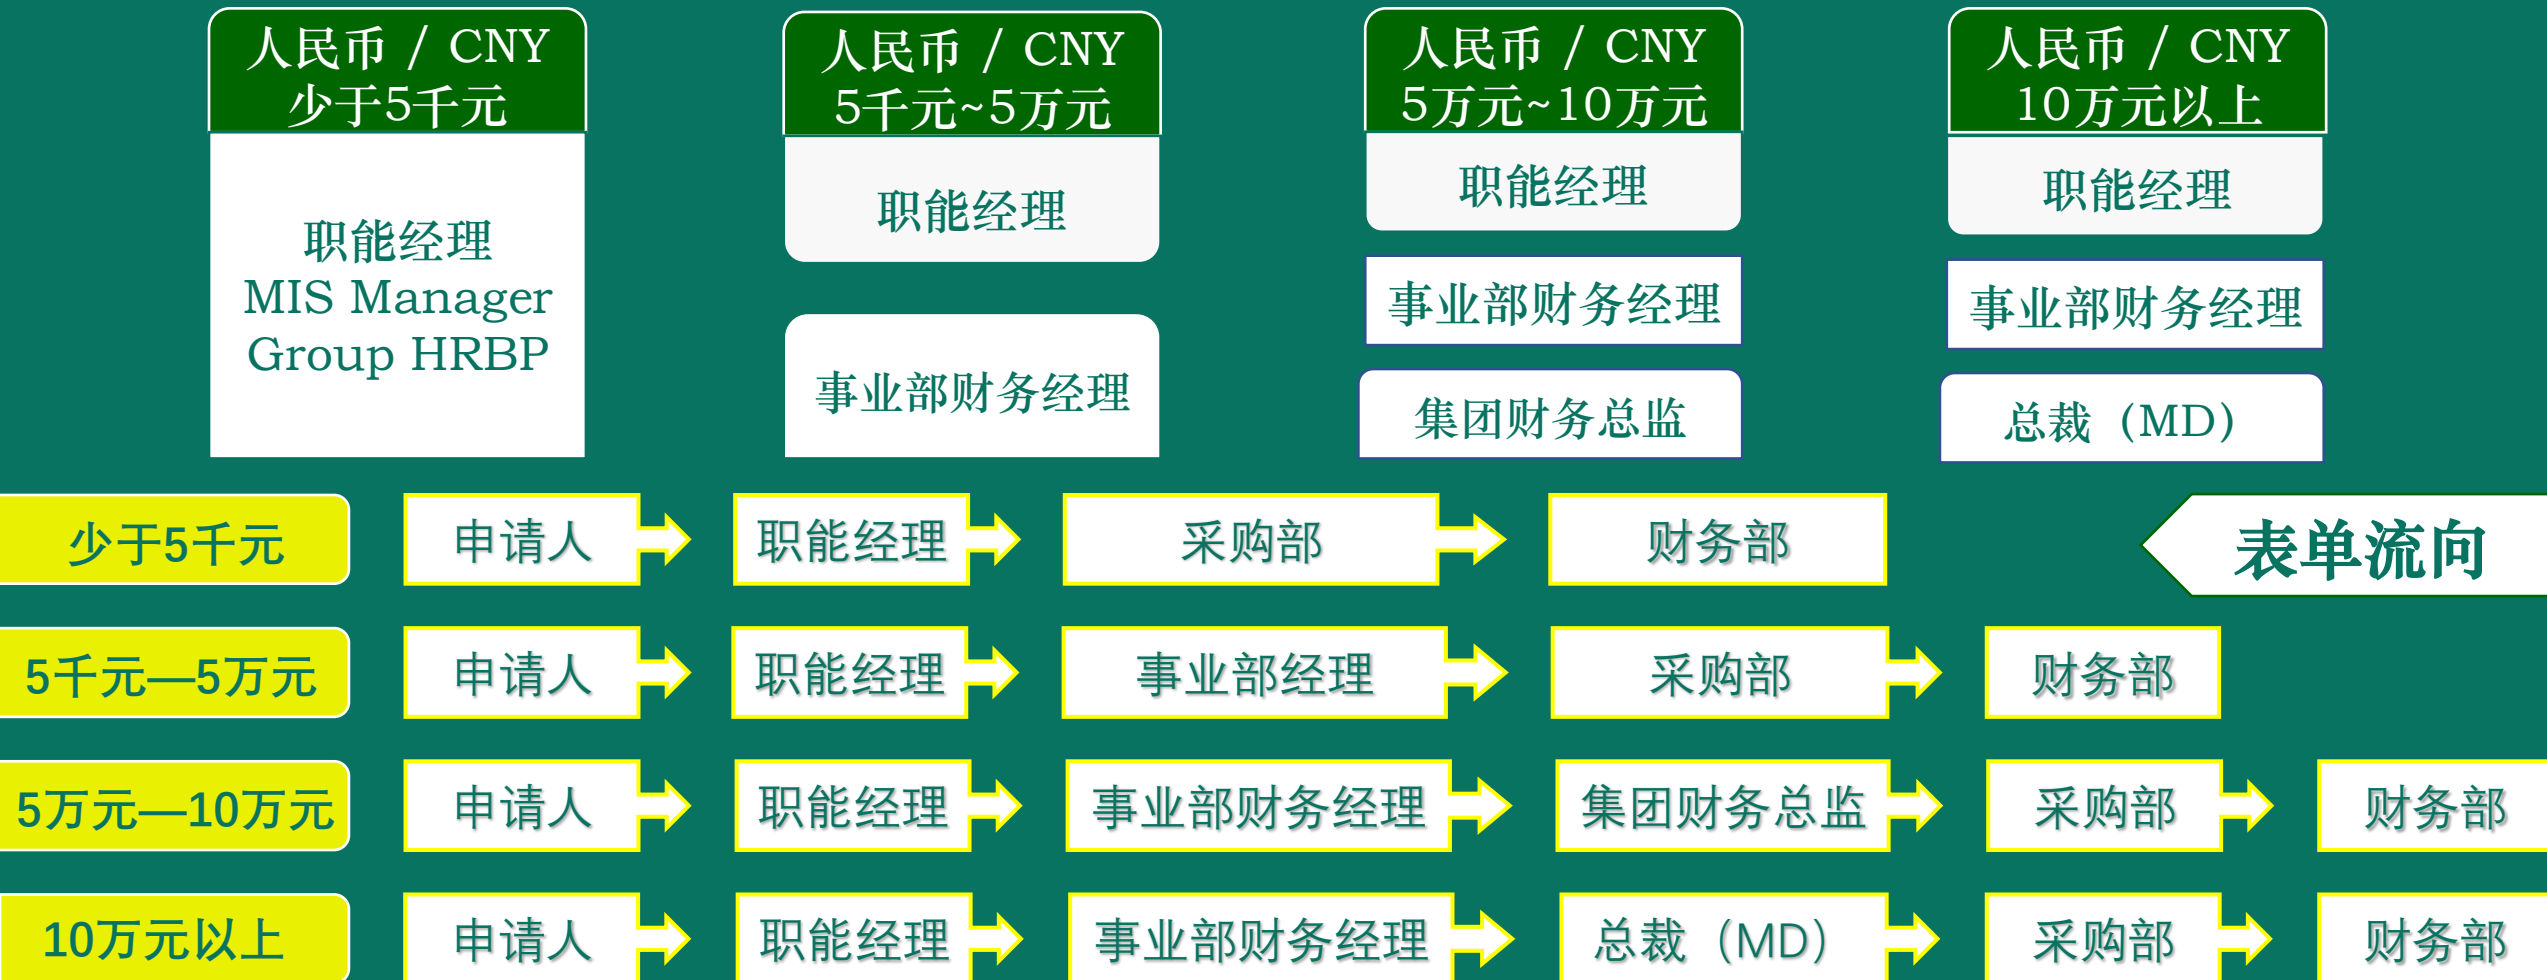 人民币 / CNY
少于5千元
职能经理
MIS Manager
Group HRBP
人民币 / CNY
5千元~5万元
职能经理
事业部财务经理
人民币 / CNY
5万元~10万元
职能经理
事业部财务经理
集团财务总监
人民币 / CNY
10万元以上
职能经理
事业部财务经理
总裁（MD）
表单流向
少于5千元
申请人
职能经理
采购部
财务部
5千元—5万元
申请人
职能经理
事业部经理
采购部
财务部
5万元—10万元
申请人
职能经理
事业部财务经理
集团财务总监
采购部
财务部
10万元以上
申请人
职能经理
事业部财务经理
总裁（MD）
采购部
财务部